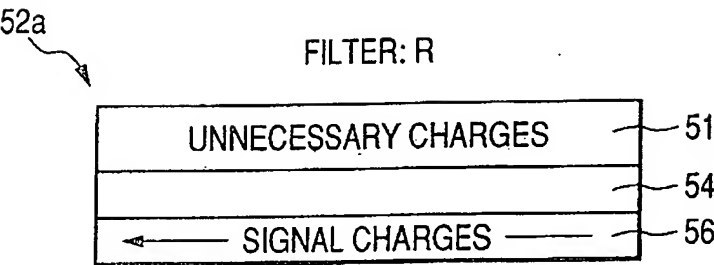 52a
FILTER: R
UNNECESSARY CHARGES
51
54
SIGNAL CHARGES
56